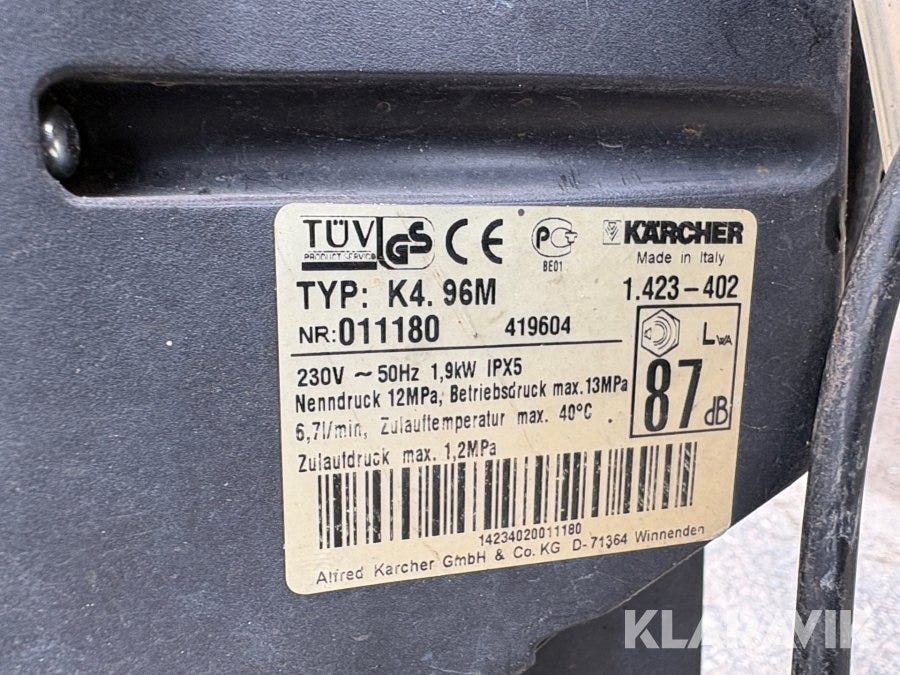 TÜV GS CE PG KÄRCHER
PRODUCT SERVICE BE01 Made in Italy
TYP: K4. 96M 1.423-402
NR:011180 419604
LWA
87 dB
230V ~ 50Hz 1,9kW IPX5
Nenndruck 12MPa, Betriebsdruck max.13MPa
6,7l/min, Zulauftemperatur max. 40°C
Zulaufdruck max. 1,2MPa
14234020011180
Alfred Karcher GmbH & Co. KG D-71364 Winnenden
KLARAVIK